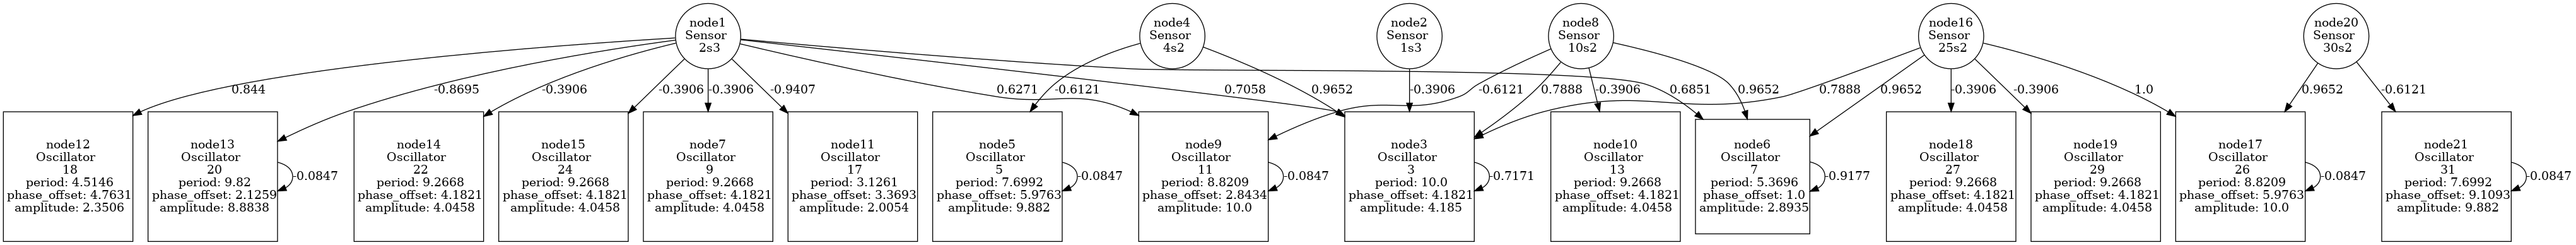 node1
Sensor
2s3
node4
Sensor
4s2
node2
Sensor
1s3
node8
Sensor
10s2
node16
Sensor
25s2
node20
Sensor
30s2
0.844
-0.8695
-0.3906
-0.3906
-0.3906
-0.9407
0.6271
0.7058
-0.6121
0.9652
-0.3906
-0.6121
0.7888
-0.3906
0.6851
0.9652
0.7888
0.9652
-0.3906
-0.3906
1.0
0.9652
-0.6121
node12
Oscillator
18
period: 4.5146
phase_offset: 4.7631
amplitude: 2.3506
node13
Oscillator
20
period: 9.82
phase_offset: 2.1259
amplitude: 8.8838
-0.0847
node14
Oscillator
22
period: 9.2668
phase_offset: 4.1821
amplitude: 4.0458
node15
Oscillator
24
period: 9.2668
phase_offset: 4.1821
amplitude: 4.0458
node7
Oscillator
9
period: 9.2668
phase_offset: 4.1821
amplitude: 4.0458
node11
Oscillator
17
period: 3.1261
phase_offset: 3.3693
amplitude: 2.0054
node5
Oscillator
5
period: 7.6992
phase_offset: 5.9763
amplitude: 9.882
-0.0847
node9
Oscillator
11
period: 8.8209
phase_offset: 2.8434
amplitude: 10.0
-0.0847
node3
Oscillator
3
period: 10.0
phase_offset: 4.1821
amplitude: 4.185
-0.7171
node10
Oscillator
13
period: 9.2668
phase_offset: 4.1821
amplitude: 4.0458
node6
Oscillator
7
period: 5.3696
phase_offset: 1.0
amplitude: 2.8935
-0.9177
node18
Oscillator
27
period: 9.2668
phase_offset: 4.1821
amplitude: 4.0458
node19
Oscillator
29
period: 9.2668
phase_offset: 4.1821
amplitude: 4.0458
node17
Oscillator
26
period: 8.8209
phase_offset: 5.9763
amplitude: 10.0
-0.0847
node21
Oscillator
31
period: 7.6992
phase_offset: 9.1093
amplitude: 9.882
-0.0847